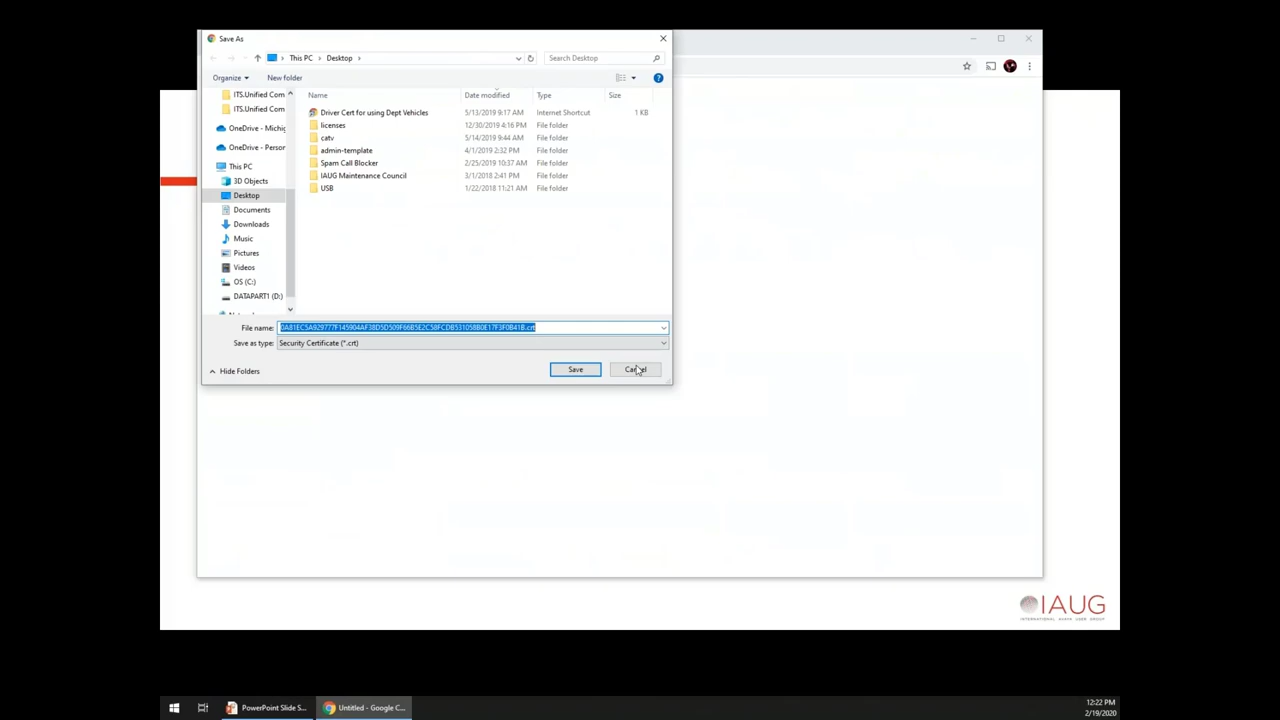 Save As
This PC
Desktop
Search Desktop
Organize
New folder
ITS.Unified Com
ITS.Unified Com
OneDrive - Michig
OneDrive - Person
This PC
3D Objects
Desktop
Documents
Downloads
Music
Pictures
Videos
OS (C:)
DATAPART1 (D:)
Name Date modified Type Size
Driver Cert for using Dept Vehicles 5/13/2019 9:17 AM Internet Shortcut 1 KB
licenses 12/30/2019 4:16 PM File folder
catv 5/14/2019 9:44 AM File folder
admin-template 4/1/2019 2:32 PM File folder
Spam Call Blocker 2/25/2019 10:37 AM File folder
IAUG Maintenance Council 3/1/2018 2:41 PM File folder
USB 1/22/2018 11:21 AM File folder
File name:
Save as type: Security Certificate (*.crt)
Hide Folders
Save
IAUG
INTERNATIONAL AVAYA USER GROUP
PowerPoint Slide S...
Untitled - Google C...
12:22 PM
2/19/2020